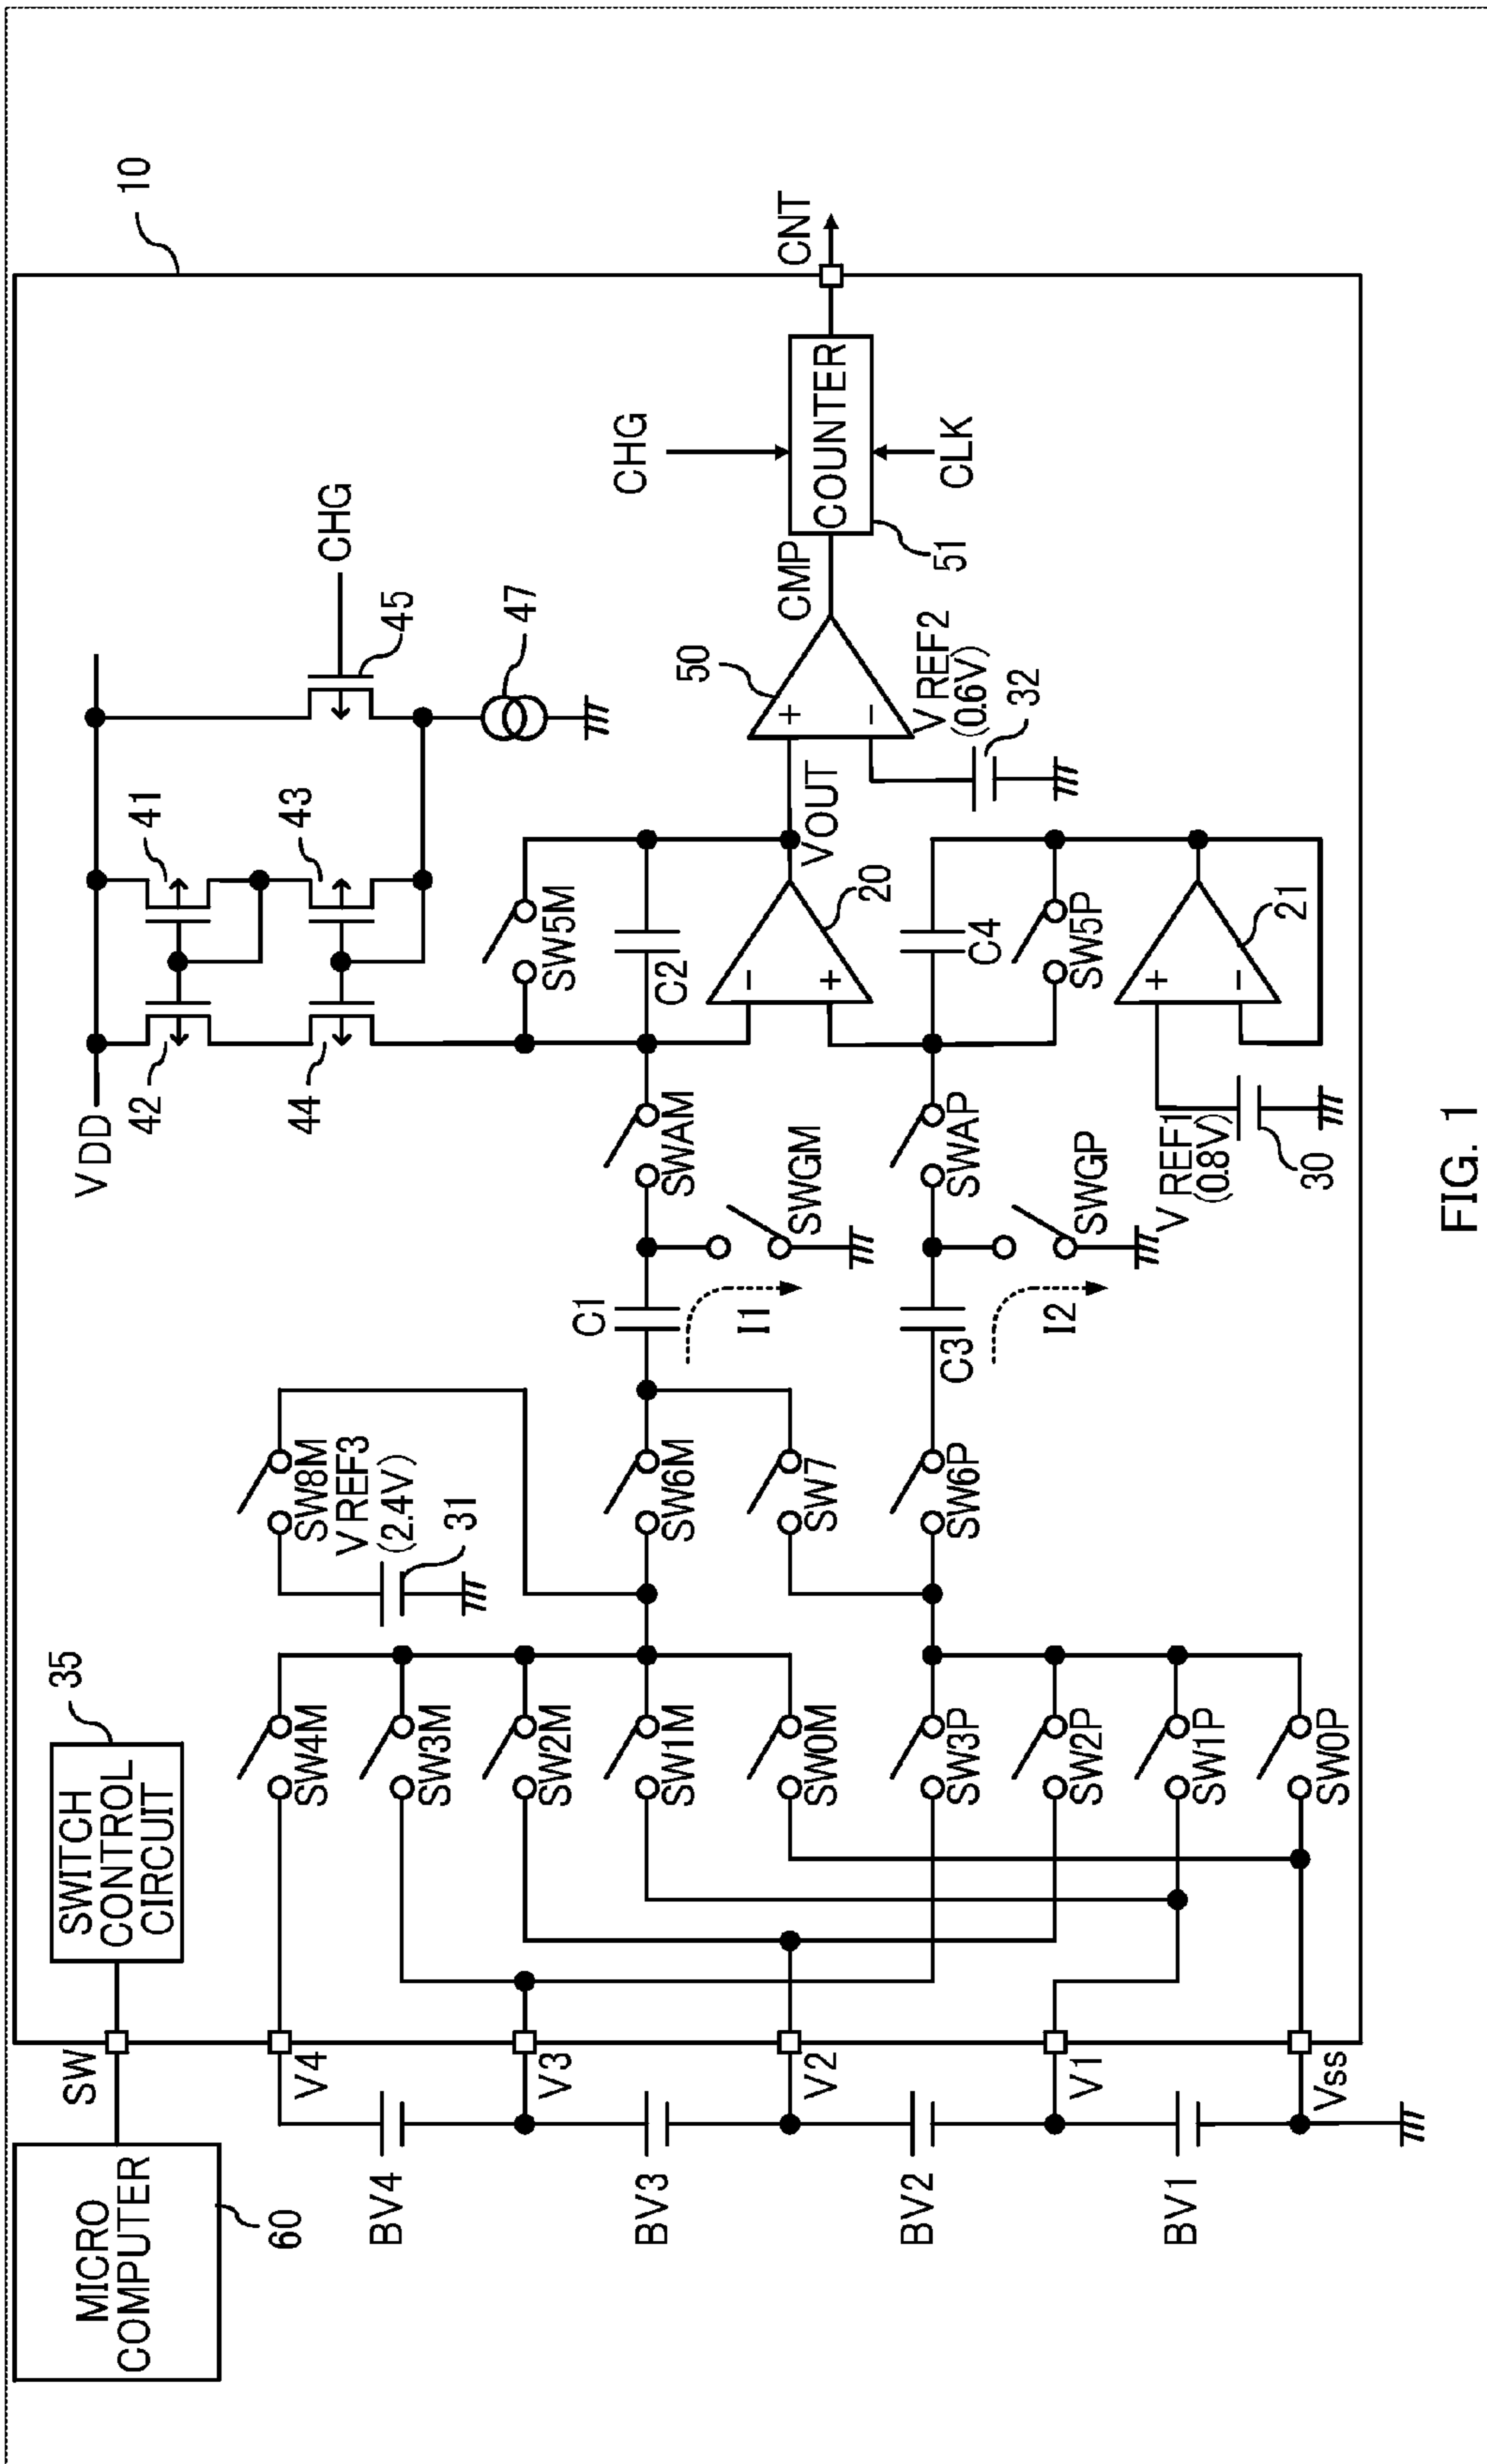 MICRO
COMPUTER
60
SW
SWITCH
CONTROL
CIRCUIT
35
10
VDD
42
41
44
43
CHG
45
47
BV4
BV3
BV2
BV1
V4
V3
V2
V1
Vss
SW4M
SW3M
SW2M
SW1M
SW0M
SW3P
SW2P
SW1P
SW0P
SW8M
VREF3
(2.4V)
31
SW6M
SW7
SW6P
C1
C3
I1
I2
SWGM
SWGP
SWAM
SWAP
SW5M
C2
-
+
20
VOUT
C4
SW5P
VREF1
(0.8V)
30
+
-
21
50
+
-
VREF2
(0.6V)
32
CMP
CHG
COUNTER
51
CLK
CNT
FIG. 1